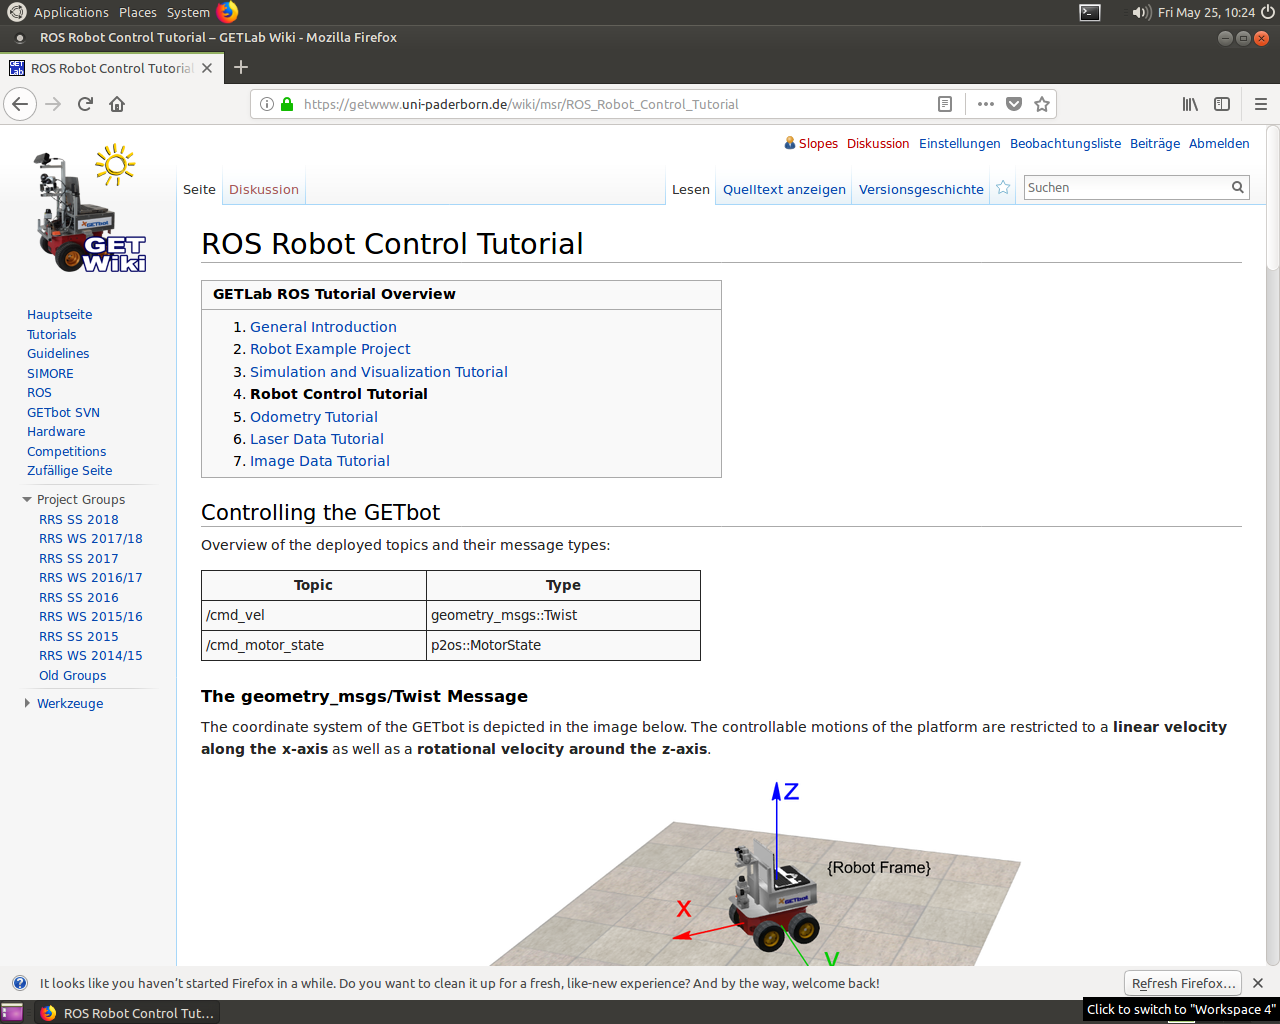 Applications Places System Fri May 25, 10:24
ROS Robot Control Tutorial – GETLab Wiki - Mozilla Firefox
GET Lab ROS Robot Control Tutorial
https://getwww.uni-paderborn.de/wiki/msr/ROS_Robot_Control_Tutorial
Slopes Diskussion Einstellungen Beobachtungsliste Beiträge Abmelden
Seite Diskussion Lesen Quelltext anzeigen Versionsgeschichte Suchen
GETbot
GET
Wiki
Hauptseite
Tutorials
Guidelines
SIMORE
ROS
GETbot SVN
Hardware
Competitions
Zufällige Seite
Project Groups
RRS SS 2018
RRS WS 2017/18
RRS SS 2017
RRS WS 2016/17
RRS SS 2016
RRS WS 2015/16
RRS SS 2015
RRS WS 2014/15
Old Groups
Werkzeuge
ROS Robot Control Tutorial
GETLab ROS Tutorial Overview
1. General Introduction
2. Robot Example Project
3. Simulation and Visualization Tutorial
4. Robot Control Tutorial
5. Odometry Tutorial
6. Laser Data Tutorial
7. Image Data Tutorial
Controlling the GETbot
Overview of the deployed topics and their message types:
Topic Type
/cmd_vel geometry_msgs::Twist
/cmd_motor_state p2os::MotorState
The geometry_msgs/Twist Message
The coordinate system of the GETbot is depicted in the image below. The controllable motions of the platform are restricted to a linear velocity
along the x-axis as well as a rotational velocity around the z-axis.
Z
{Robot Frame}
GETbot
X
y
It looks like you haven't started Firefox in a while. Do you want to clean it up for a fresh, like-new experience? And by the way, welcome back! Refresh Firefox…
ROS Robot Control Tut…
Click to switch to "Workspace 4"